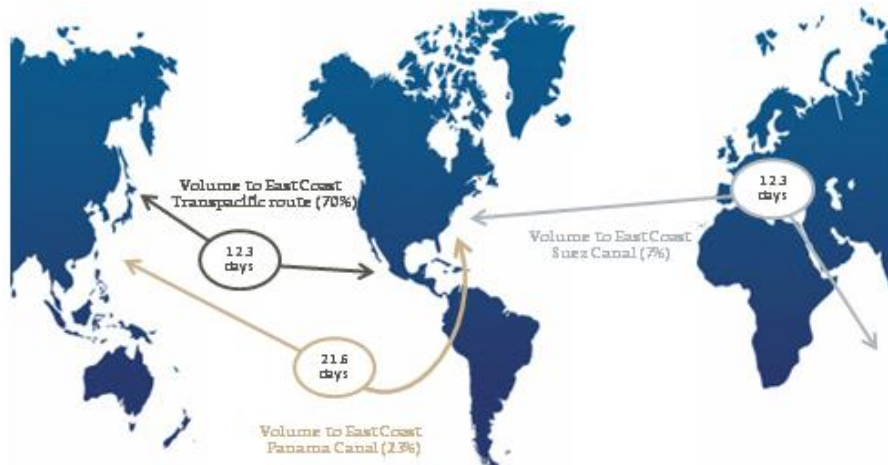 Volume to East Coast
Transpacific route (70%)
12.3
days
12.3
days
Volume to East Coast
Suez Canal (7%)
21.6
days
Volume to East Coast
Panama Canal (23%)